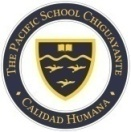 THE PACIFIC SCHOOL CHIGUAYANTE
• CALIDAD HUMANA •